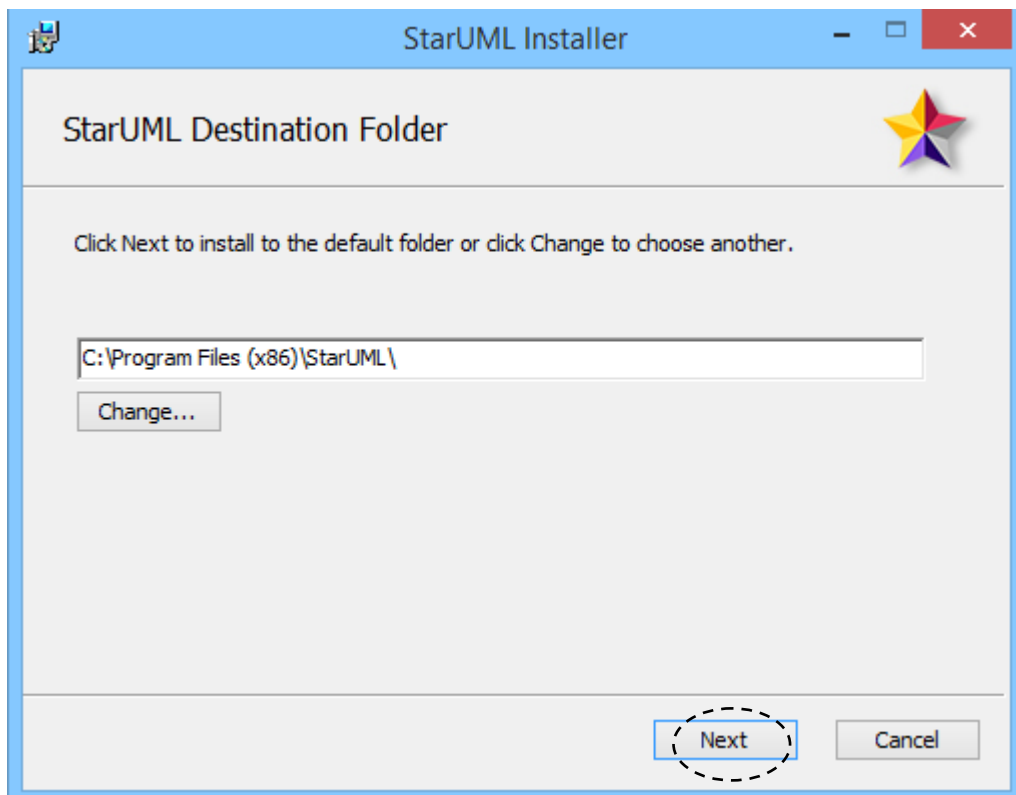 StarUML Installer
StarUML Destination Folder
Click Next to install to the default folder or click Change to choose another.
C:\Program Files (x86)\StarUML\
Change...
Next Cancel